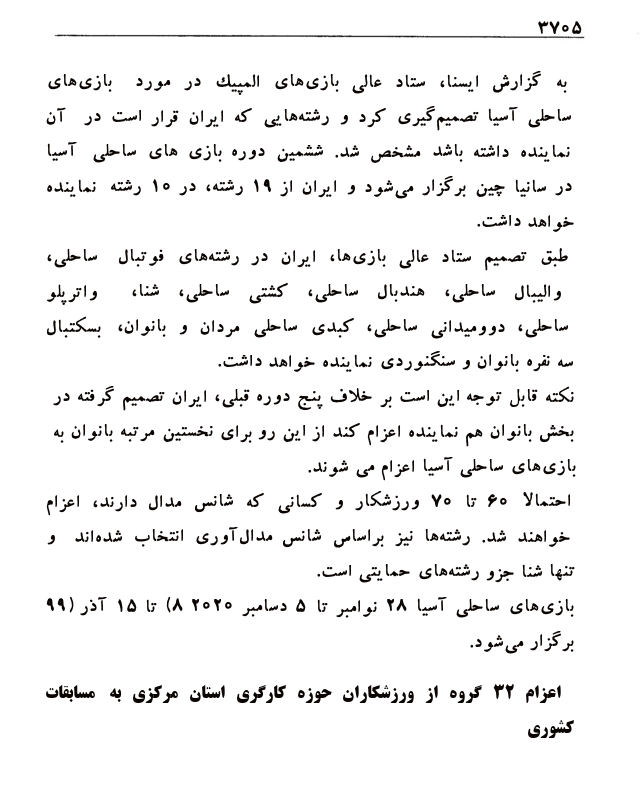 ۳۷۰۵
به گزارش ایسنا، ستاد عالی بازی‌های المپیک در مورد بازی‌های
ساحلی آسیا تصمیم‌گیری کرد و رشته‌هایی که ایران قرار است در آن
نماینده داشته باشد مشخص شد. ششمین دوره بازی های ساحلی آسیا
در سانیا چین برگزار می‌شود و ایران از ۱۹ رشته، در ۱۰ رشته نماینده
خواهد داشت.
طبق تصمیم ستاد عالی بازی‌ها، ایران در رشته‌های فوتبال ساحلی،
والیبال ساحلی، هندبال ساحلی، کشتی ساحلی، شنا، واترپلو
ساحلی، دوومیدانی ساحلی، کبدی ساحلی مردان و بانوان، بسکتبال
سه نفره بانوان و سنگنوردی نماینده خواهد داشت.
نکته قابل توجه این است بر خلاف پنج دوره قبلی، ایران تصمیم گرفته در
بخش بانوان هم نماینده اعزام کند از این رو برای نخستین مرتبه بانوان به
بازی‌های ساحلی آسیا اعزام می شوند.
احتمالا ۶۰ تا ۷۰ ورزشکار و کسانی که شانس مدال دارند، اعزام
خواهند شد. رشته‌ها نیز براساس شانس مدال‌آوری انتخاب شده‌اند و
تنها شنا جزو رشته‌های حمایتی است.
بازی‌های ساحلی آسیا ۲۸ نوامبر تا ۵ دسامبر ۲۰۲۰ ۸) تا ۱۵ آذر (۹۹
برگزار می‌شود.
اعزام ۳۲ گروه از ورزشکاران حوزه کارگری استان مرکزی به مسابقات
کشوری